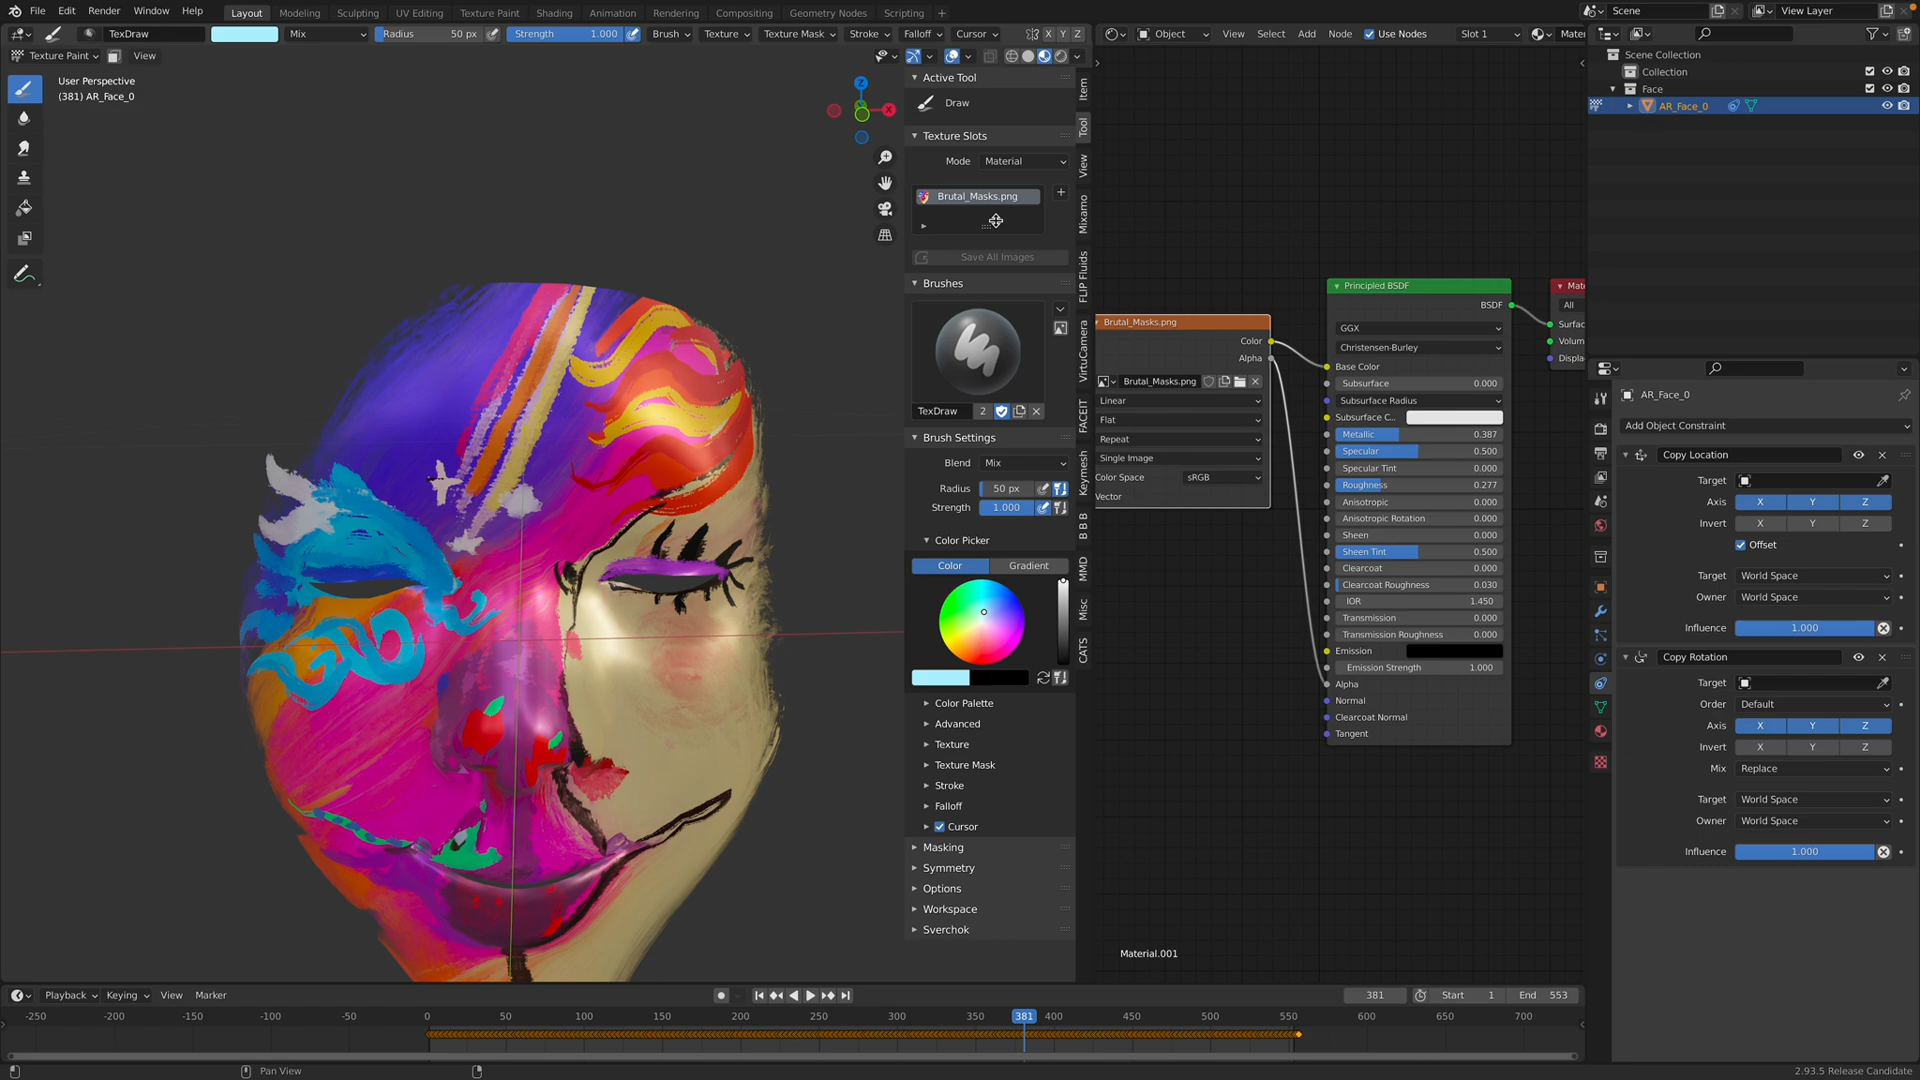 File Edit Render Window Help
Layout Modeling Sculpting UV Editing Texture Paint Shading Animation Rendering Compositing Geometry Nodes Scripting +
Scene View Layer
TexDraw Mix Radius 50 px Strength 1.000 Brush Texture Texture Mask Stroke Falloff Cursor X Y Z
Object View Select Add Node Use Nodes Slot 1 Mater
Texture Paint View
User Perspective
(381) AR_Face_0
Z
X
Active Tool
Draw
Texture Slots
Mode Material
Brutal_Masks.png
Save All Images
Brushes
TexDraw 2
Brush Settings
Blend Mix
Radius 50 px
Strength 1.000
Color Picker
Color Gradient
Color Palette
Advanced
Texture
Texture Mask
Stroke
Falloff
Cursor
Masking
Symmetry
Options
Workspace
Sverchok
Item
Tool
View
Mixamo
FLIP Fluids
VirtuCamera
FACEIT
Keymesh
B B B
MMD
Misc
CATS
Brutal_Masks.png
Color
Alpha
Brutal_Masks.png
Linear
Flat
Repeat
Single Image
Color Space sRGB
Vector
Principled BSDF
BSDF
GGX
Christensen-Burley
Base Color
Subsurface 0.000
Subsurface Radius
Subsurface C...
Metallic 0.387
Specular 0.500
Specular Tint 0.000
Roughness 0.277
Anisotropic 0.000
Anisotropic Rotation 0.000
Sheen 0.000
Sheen Tint 0.500
Clearcoat 0.000
Clearcoat Roughness 0.030
IOR 1.450
Transmission 0.000
Transmission Roughness 0.000
Emission
Emission Strength 1.000
Alpha
Normal
Clearcoat Normal
Tangent
Mate
All
Surfac
Volum
Displa
Material.001
Scene Collection
Collection
Face
AR_Face_0
AR_Face_0
Add Object Constraint
Copy Location
Target
Axis X Y Z
Invert X Y Z
Offset
Target World Space
Owner World Space
Influence 1.000
Copy Rotation
Target
Order Default
Axis X Y Z
Invert X Y Z
Mix Replace
Target World Space
Owner World Space
Influence 1.000
Playback Keying View Marker
381 Start 1 End 553
-250 -200 -150 -100 -50 0 50 100 150 200 250 300 350 381 400 450 500 550 600 650 700
Pan View
2.93.5 Release Candidate